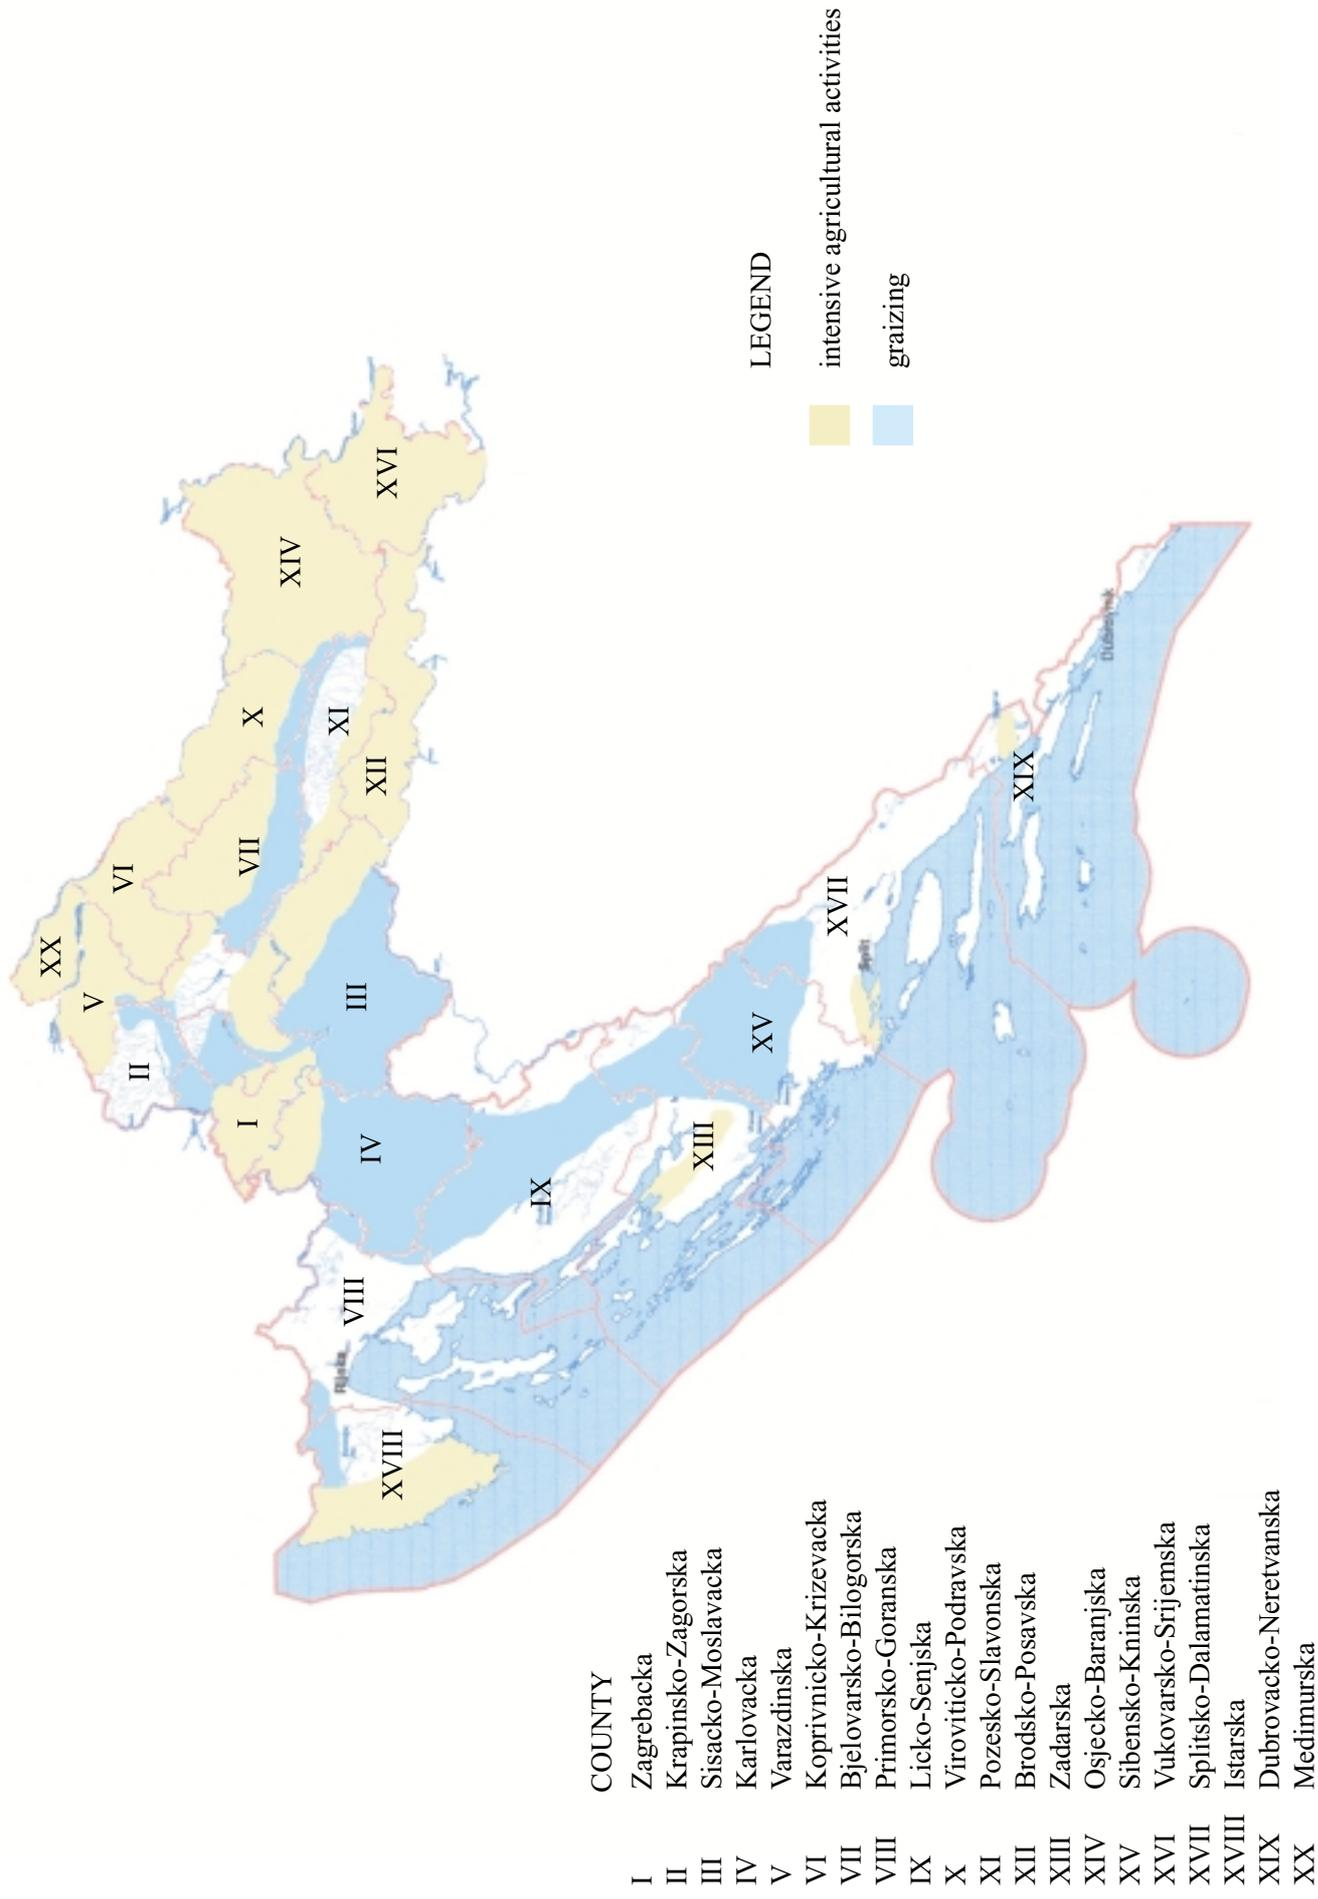 XX
V
VI
II
I
VII
X
XIV
XVI
XI
XII
III
IV
VIII
Rijeka
XVIII
IX
XIII
XV
XVII
Split
XIX
Dubrovnik
LEGEND
intensive agricultural activities
graizing
COUNTY
I Zagrebacka
II Krapinsko-Zagorska
III Sisacko-Moslavacka
IV Karlovacka
V Varazdinska
VI Koprivnicko-Krizevacka
VII Bjelovarsko-Bilogorska
VIII Primorsko-Goranska
IX Licko-Senjska
X Viroviticko-Podravska
XI Pozesko-Slavonska
XII Brodsko-Posavska
XIII Zadarska
XIV Osjecko-Baranjska
XV Sibensko-Kninska
XVI Vukovarsko-Srijemska
XVII Splitsko-Dalamatinska
XVIII Istarska
XIX Dubrovacko-Neretvanska
XX Medimurska